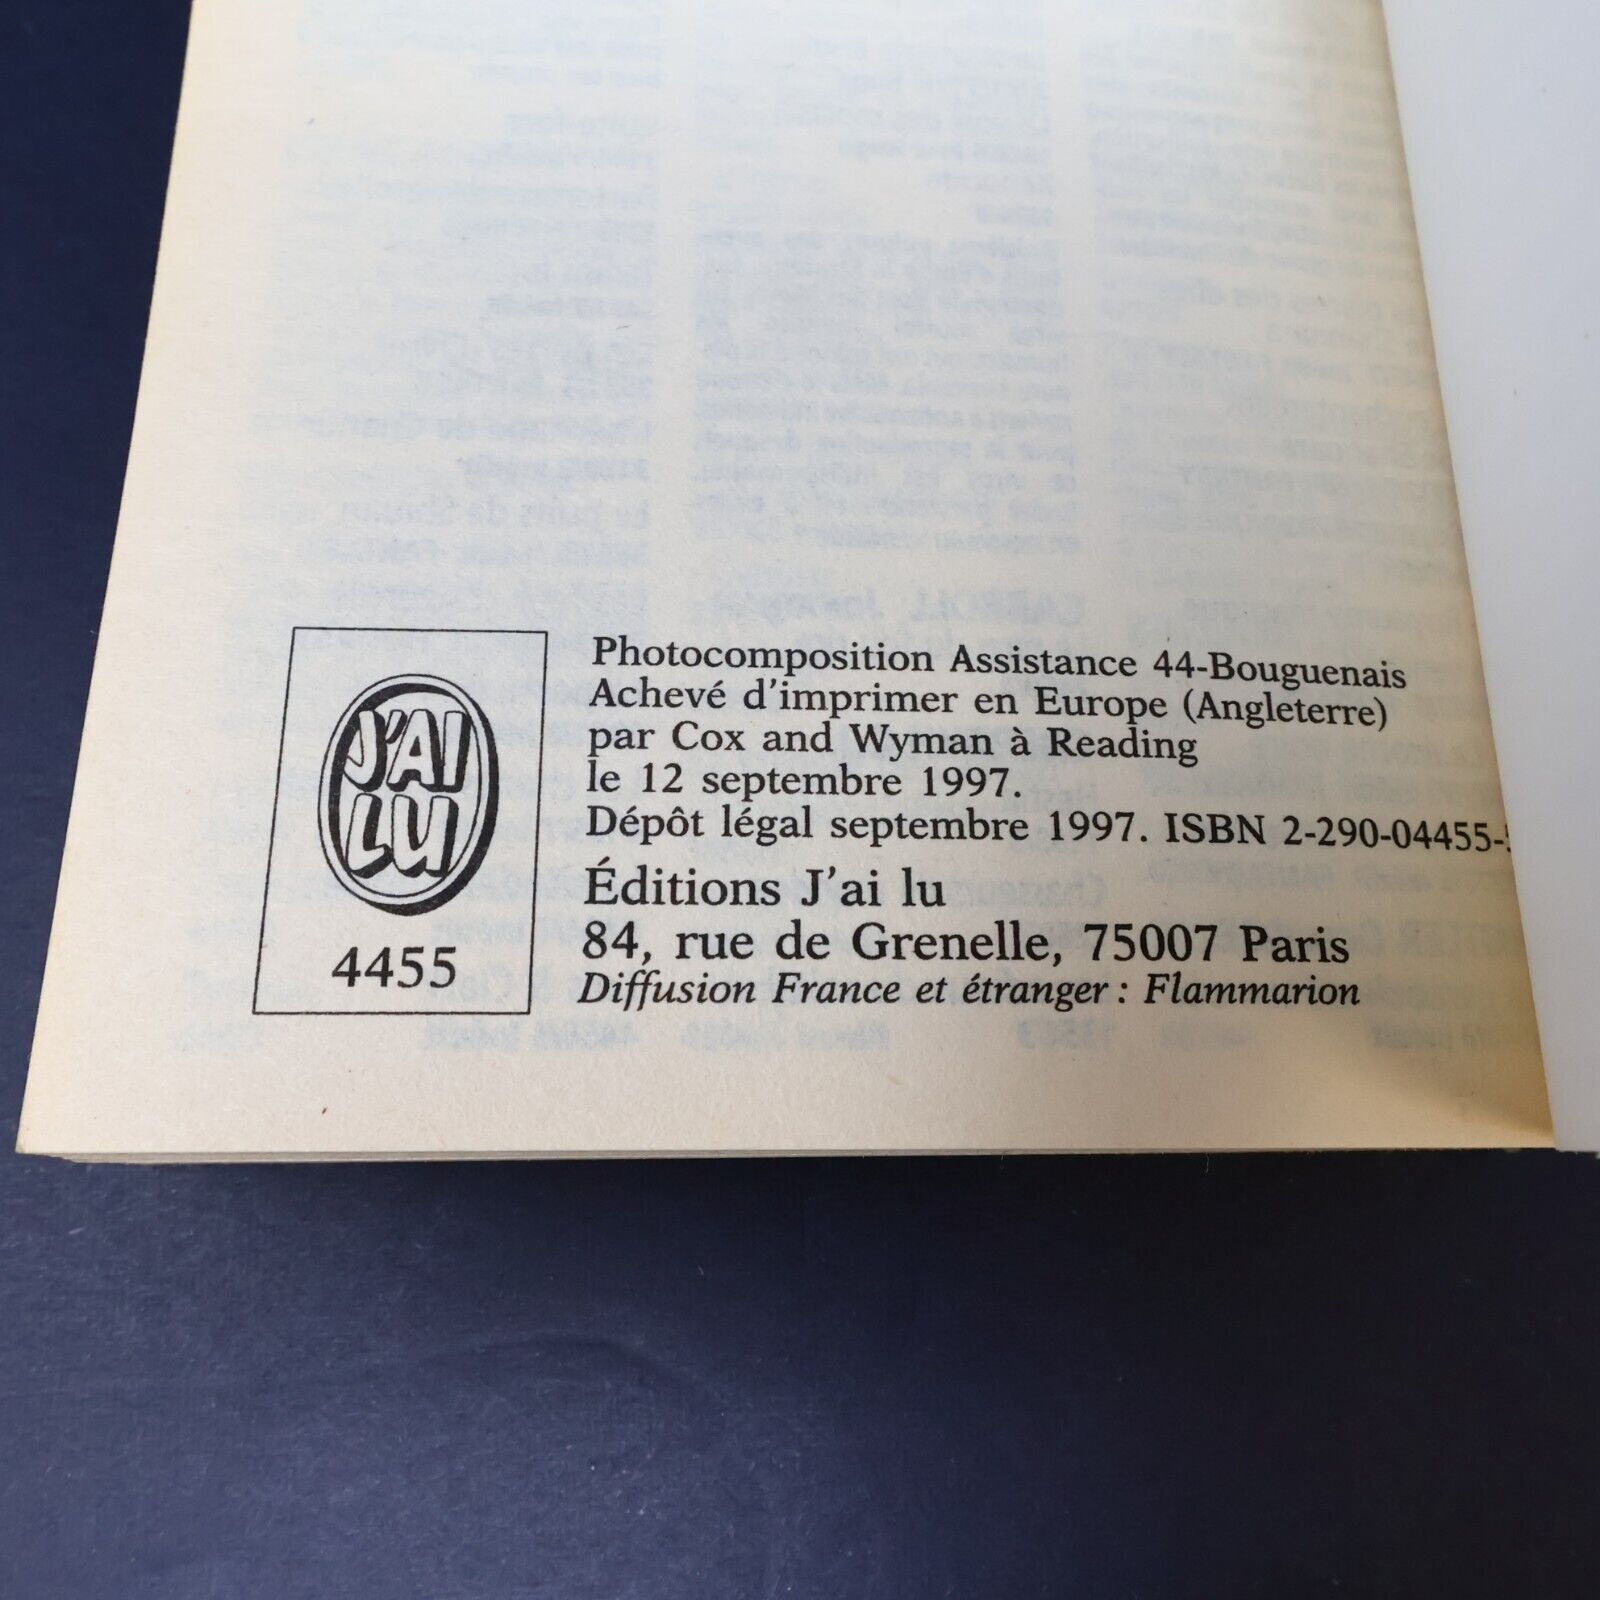 J'AI
LU
4455
Photocomposition Assistance 44-Bouguenais
Achevé d'imprimer en Europe (Angleterre)
par Cox and Wyman à Reading
le 12 septembre 1997.
Dépôt légal septembre 1997. ISBN 2-290-04455-5
Éditions J'ai lu
84, rue de Grenelle, 75007 Paris
Diffusion France et étranger : Flammarion